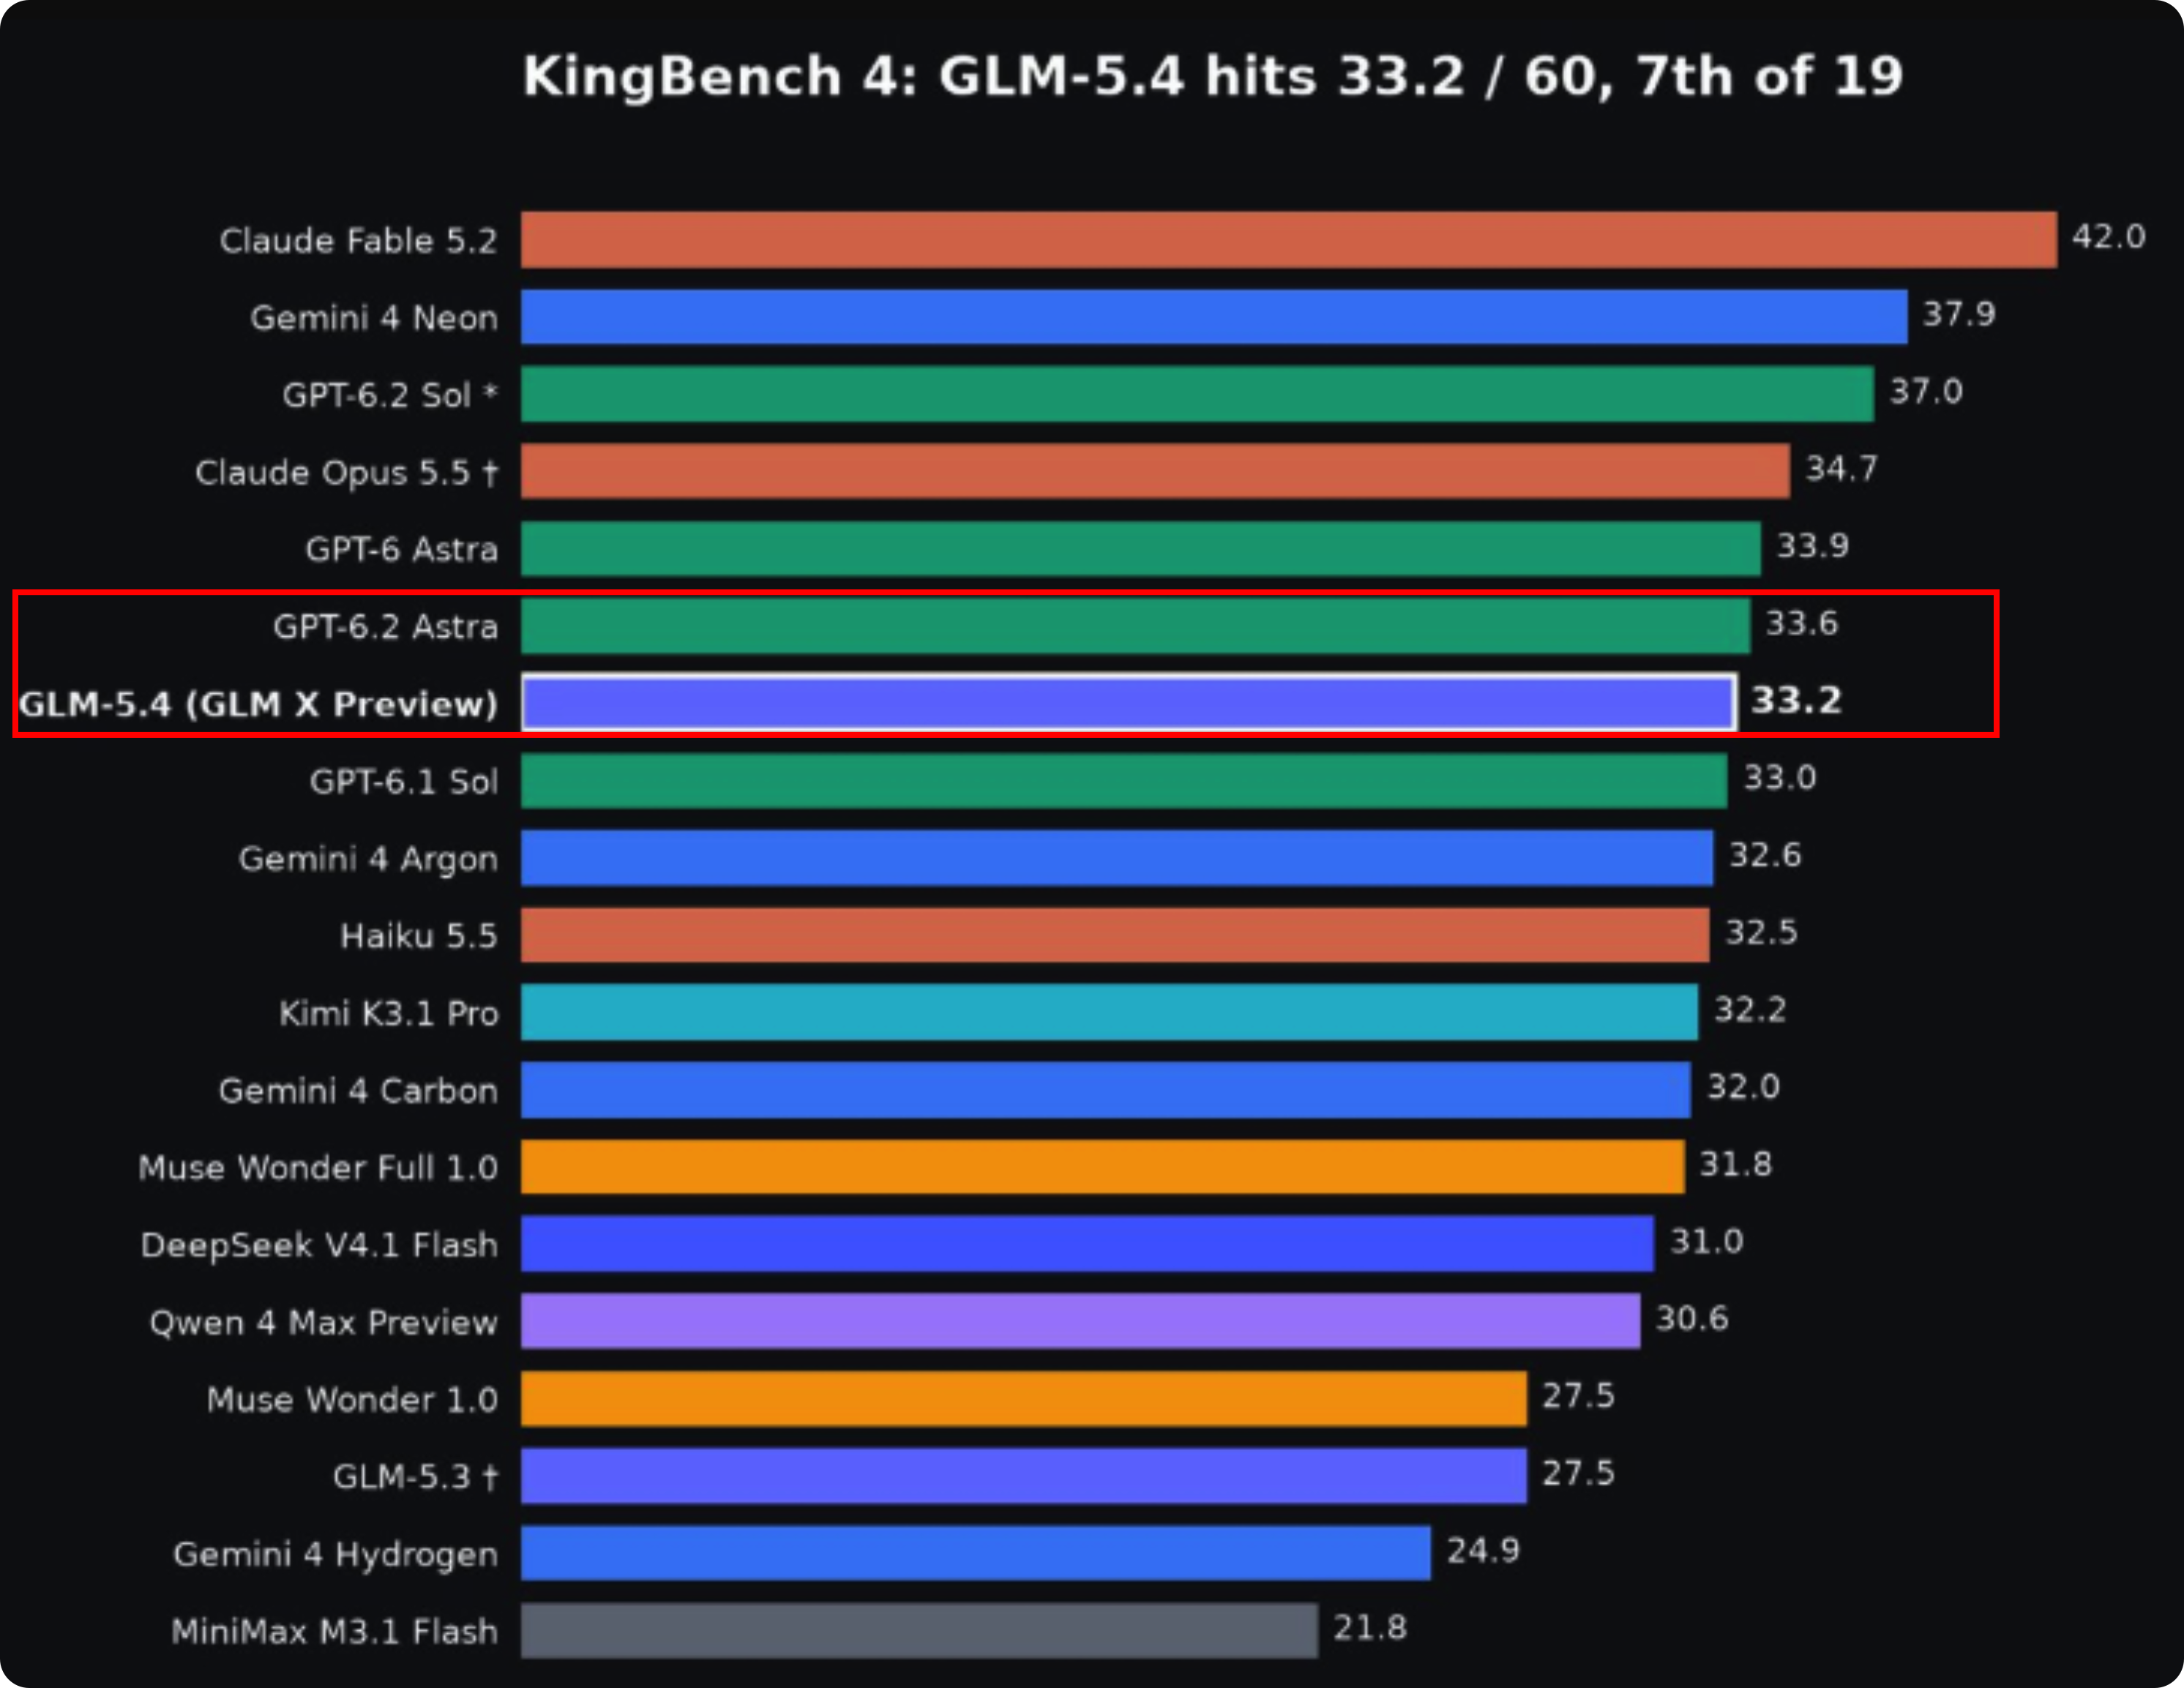 KingBench 4: GLM-5.4 hits 33.2 / 60, 7th of 19
Claude Fable 5.2 42.0
Gemini 4 Neon 37.9
GPT-6.2 Sol * 37.0
Claude Opus 5.5 † 34.7
GPT-6 Astra 33.9
GPT-6.2 Astra 33.6
GLM-5.4 (GLM X Preview) 33.2
GPT-6.1 Sol 33.0
Gemini 4 Argon 32.6
Haiku 5.5 32.5
Kimi K3.1 Pro 32.2
Gemini 4 Carbon 32.0
Muse Wonder Full 1.0 31.8
DeepSeek V4.1 Flash 31.0
Qwen 4 Max Preview 30.6
Muse Wonder 1.0 27.5
GLM-5.3 † 27.5
Gemini 4 Hydrogen 24.9
MiniMax M3.1 Flash 21.8